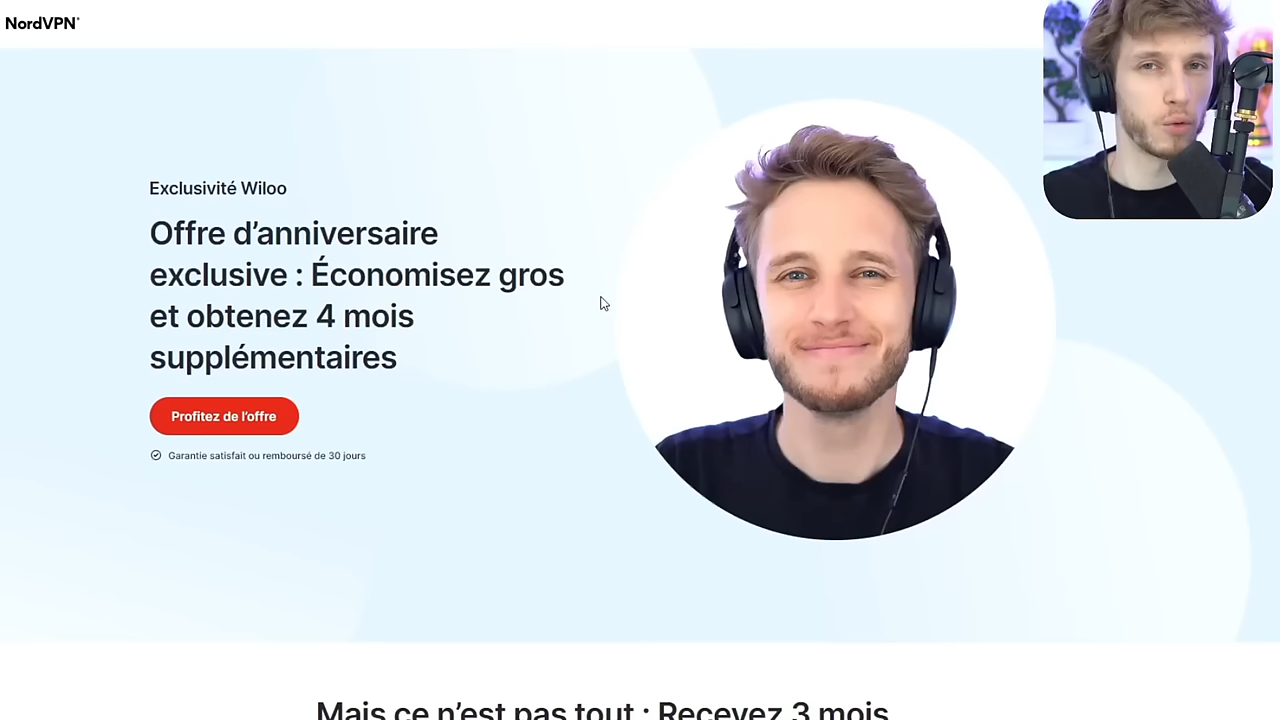 NordVPN®
Exclusivité Wiloo
Offre d’anniversaire
exclusive : Économisez gros
et obtenez 4 mois
supplémentaires
Profitez de l’offre
Garantie satisfait ou remboursé de 30 jours
Mais ce n’est pas tout : Recevez 3 mois